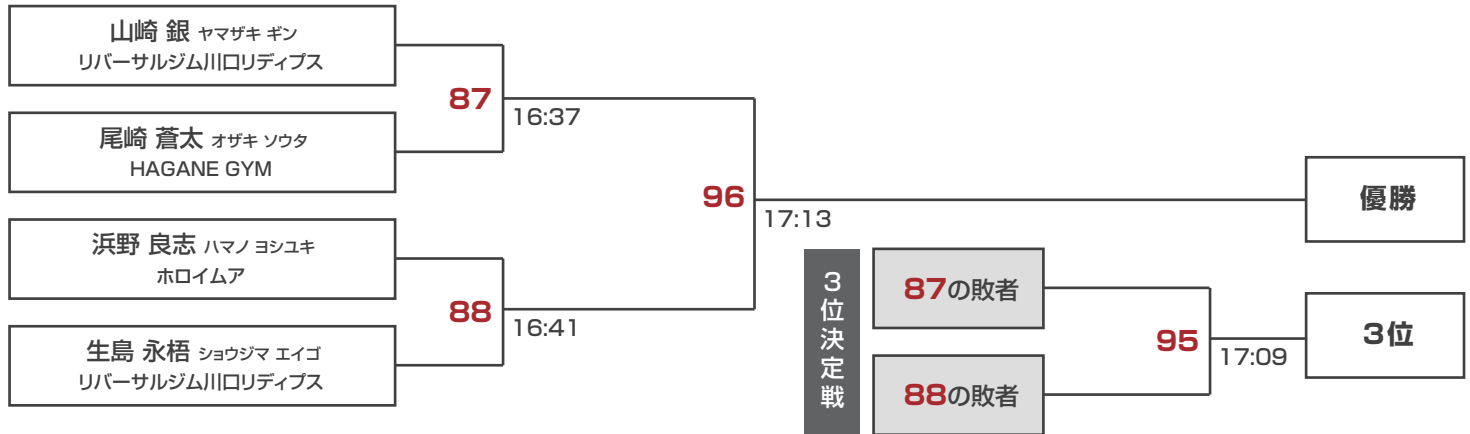 山崎 銀 ヤマザキ ギン
リバーサルジム川口リディプス
87
16:37
尾崎 蒼太 オザキ ソウタ
HAGANE GYM
96
17:13
優勝
浜野 良志 ハマノ ヨシユキ
ホロイムア
88
16:41
生島 永梧 ショウジマ エイゴ
リバーサルジム川口リディプス
3位決定戦
87の敗者
95
17:09
3位
88の敗者